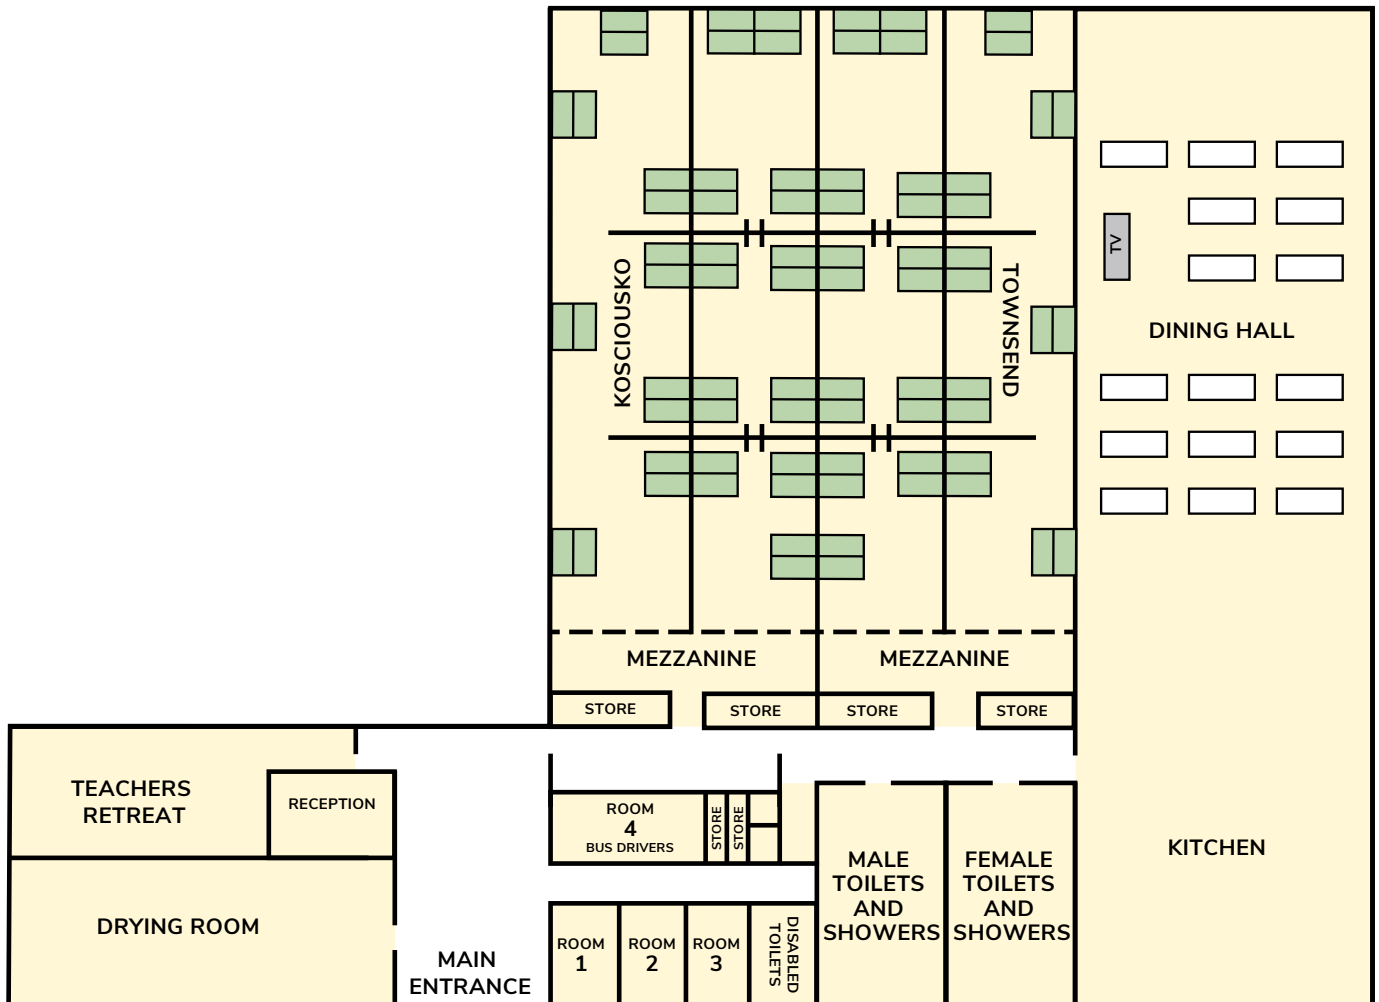 KOSCIOUSKO
TOWNSEND
TV
DINING HALL
MEZZANINE
MEZZANINE
STORE
STORE
STORE
STORE
TEACHERS
RETREAT
RECEPTION
ROOM
4
BUS DRIVERS
STORE
STORE
MALE
TOILETS
AND
SHOWERS
FEMALE
TOILETS
AND
SHOWERS
KITCHEN
DRYING ROOM
MAIN
ENTRANCE
ROOM
1
ROOM
2
ROOM
3
DISABLED
TOILETS